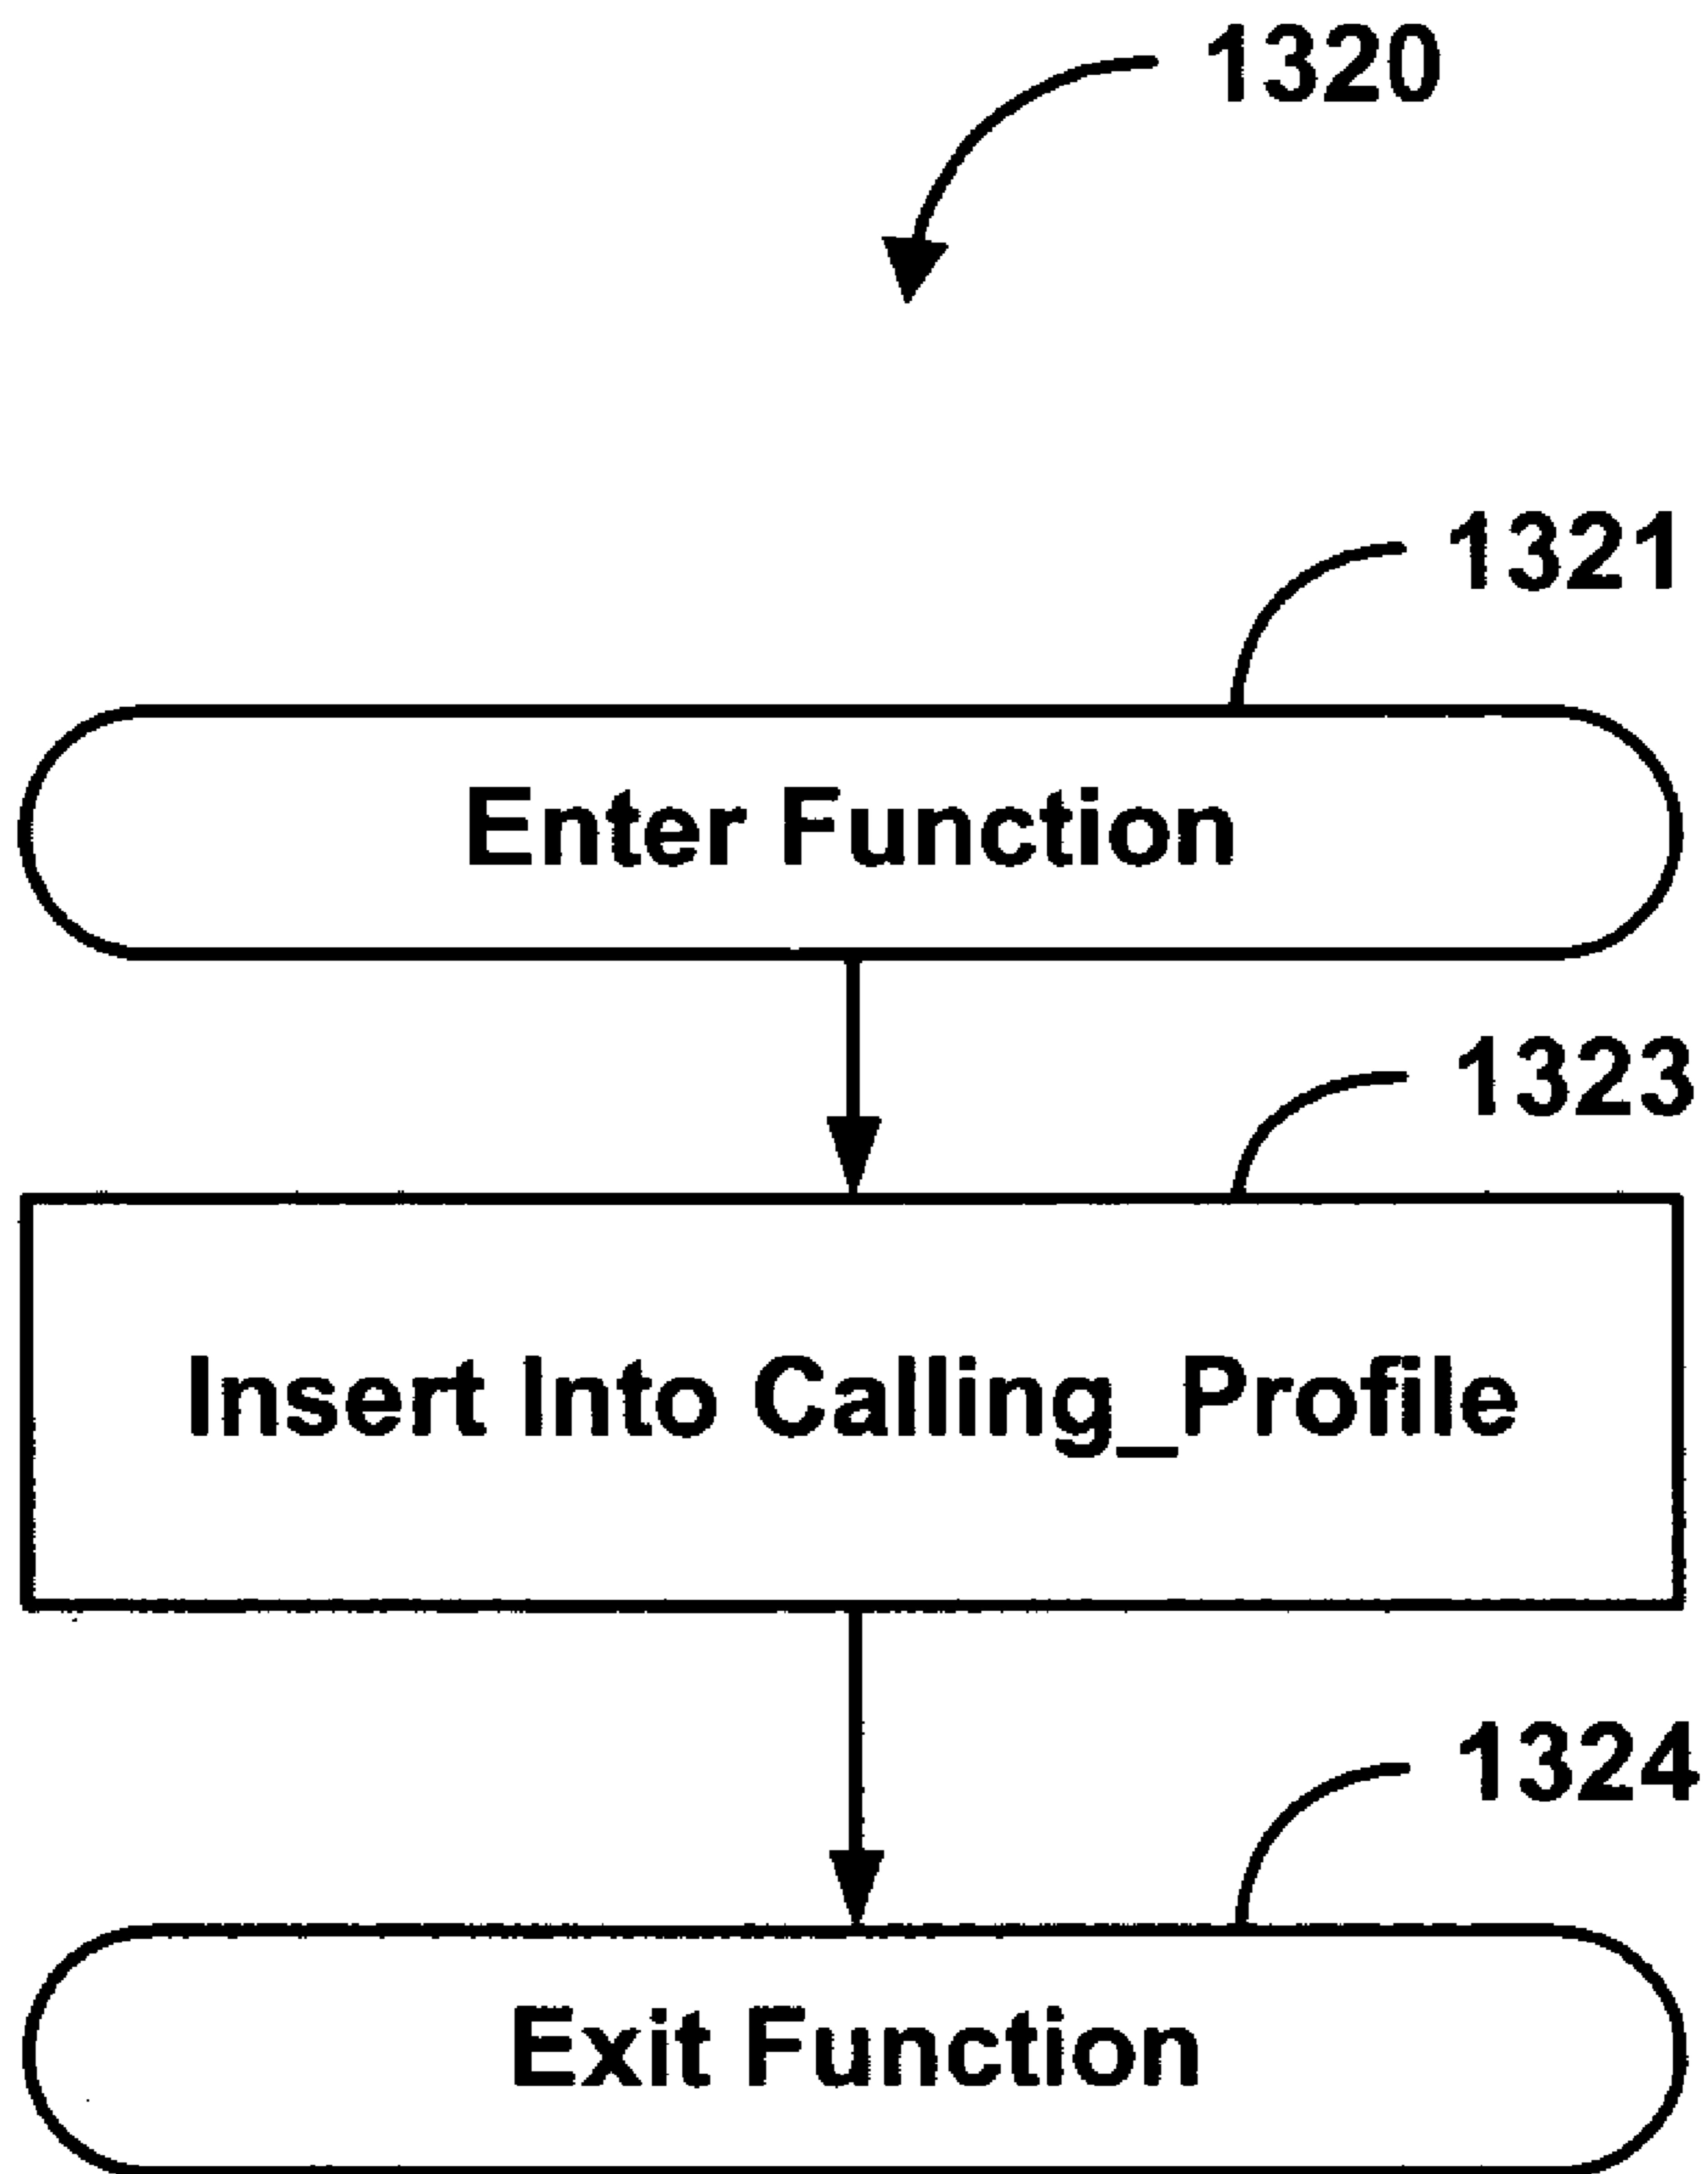 1320
1321
Enter Function
1323
Insert Into Calling_Profile
1324
Exit Function